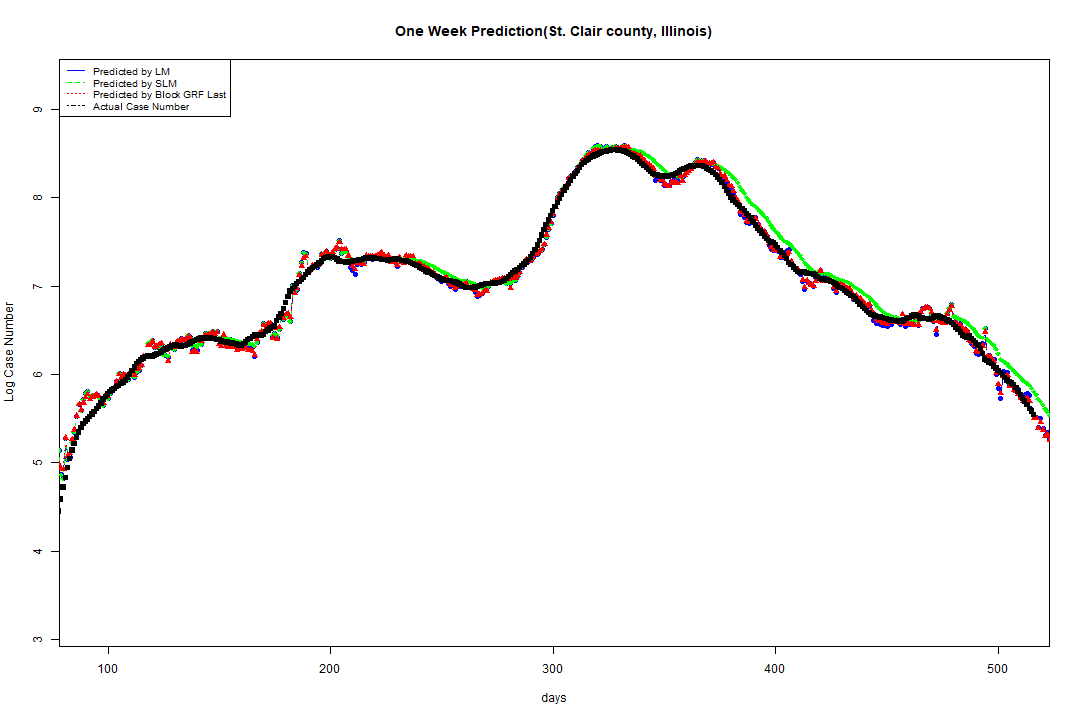 One Week Prediction(St. Clair county, Illinois)
Predicted by LM
Predicted by SLM
Predicted by Block GRF Last
Actual Case Number
9
8
7
6
5
4
3
Log Case Number
100 200 300 400 500
days